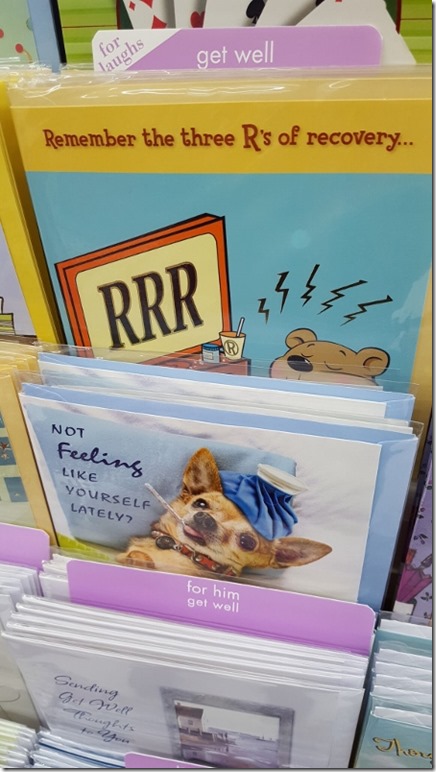 for
laughs
get well
Remember the three R's of recovery...
RRR
R
NOT
Feeling
LIKE
YOURSELF
LATELY?
for him
get well
Sending
Get Well
Thoughts
to You